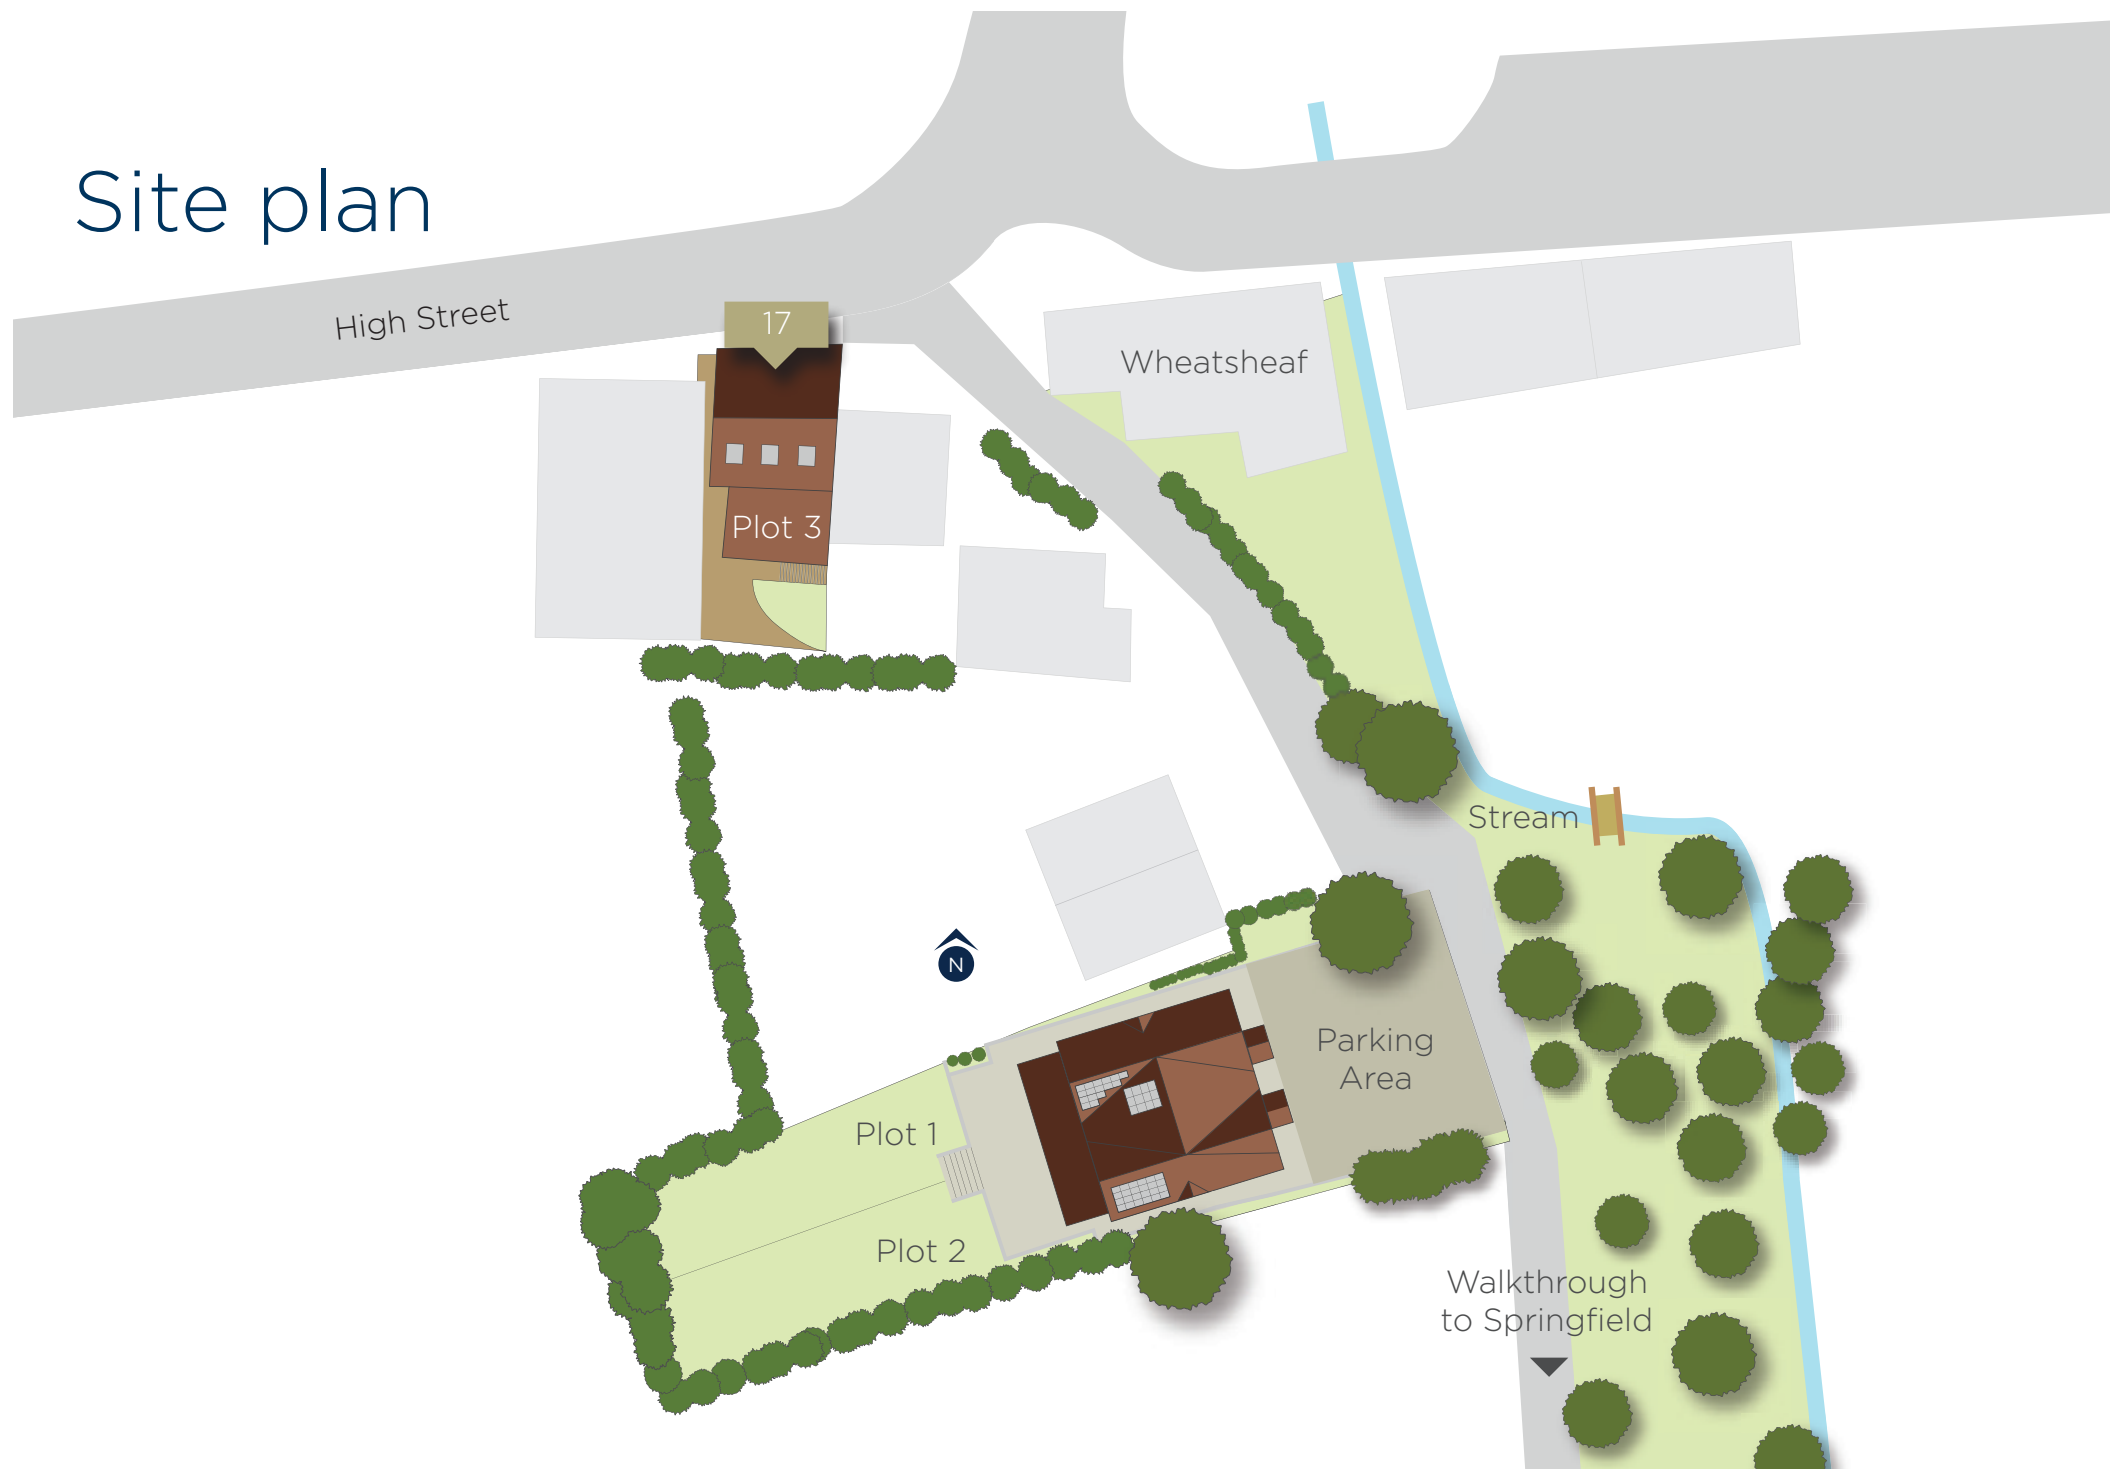 Site plan
High Street
17
Wheatsheaf
Plot 3
Stream
N
Parking
Area
Plot 1
Plot 2
Walkthrough
to Springfield